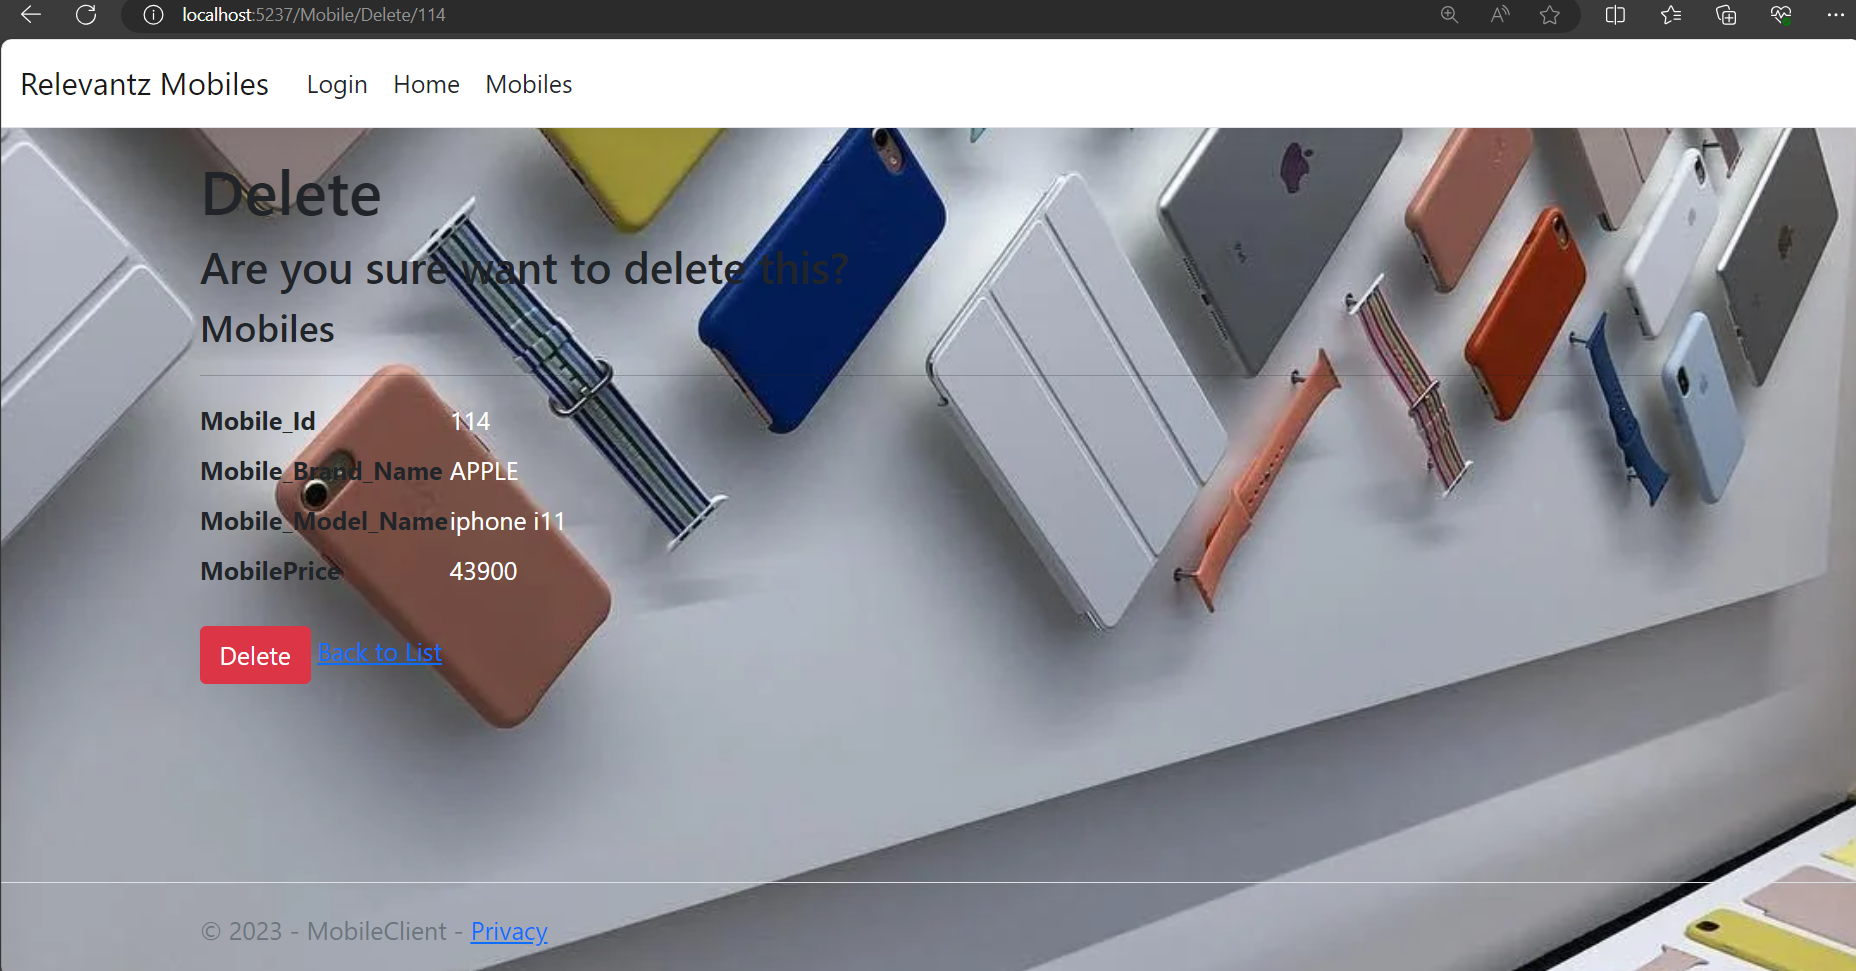 localhost:5237/Mobile/Delete/114
Relevantz Mobiles Login Home Mobiles
Delete
Are you sure want to delete this?
Mobiles
Mobile_Id 114
Mobile_Brand_Name APPLE
Mobile_Model_Name iphone i11
MobilePrice 43900
Delete Back to List
© 2023 - MobileClient - Privacy